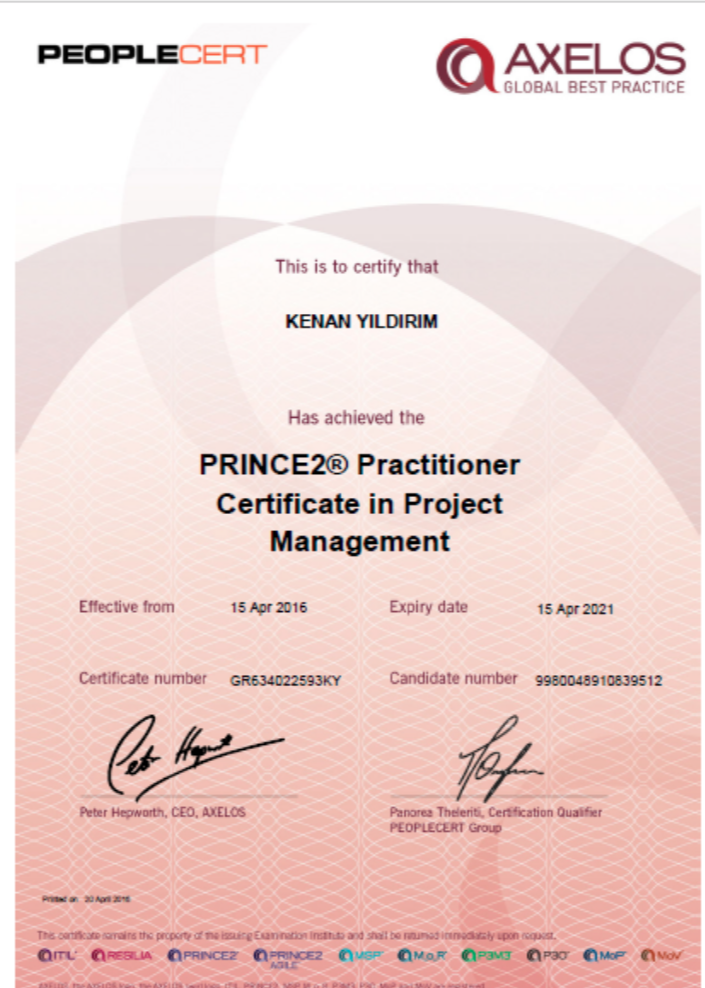 PEOPLECERT
AXELOS
GLOBAL BEST PRACTICE
This is to certify that
KENAN YILDIRIM
Has achieved the
PRINCE2® Practitioner
Certificate in Project
Management
Effective from 15 Apr 2016 Expiry date 15 Apr 2021
Certificate number GR634022593KY Candidate number 9980048910839512
Peter Hepworth, CEO, AXELOS
Panorea Theleriti, Certification Qualifier
PEOPLECERT Group
Printed on 20 April 2016
This certificate remains the property of the issuing Examination Institute and shall be returned immediately upon request.
ITIL RESILIA PRINCE2 PRINCE2 AGILE MSP M_o_R P3M3 P3O MoP MoV